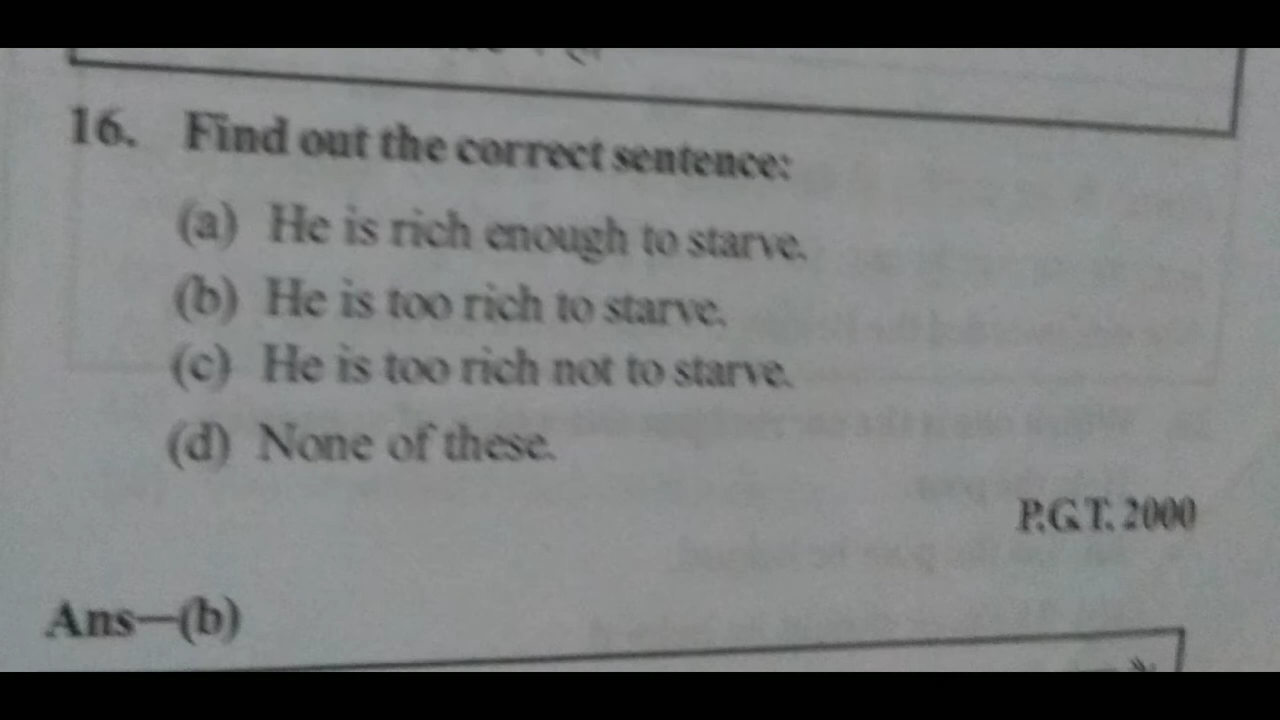 16. Find out the correct sentence:
(a) He is rich enough to starve.
(b) He is too rich to starve.
(c) He is too rich not to starve.
(d) None of these.
P.G.T. 2000
Ans—(b)